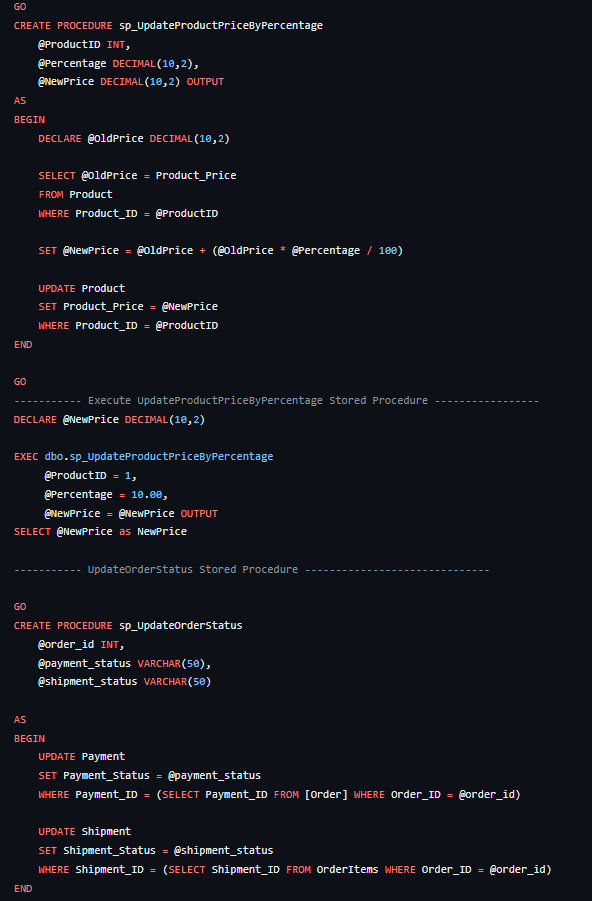 GO
CREATE PROCEDURE sp_UpdateProductPriceByPercentage
@ProductID INT,
@Percentage DECIMAL(10,2),
@NewPrice DECIMAL(10,2) OUTPUT
AS
BEGIN
DECLARE @OldPrice DECIMAL(10,2)
SELECT @OldPrice = Product_Price
FROM Product
WHERE Product_ID = @ProductID
SET @NewPrice = @OldPrice + (@OldPrice * @Percentage / 100)
UPDATE Product
SET Product_Price = @NewPrice
WHERE Product_ID = @ProductID
END
GO
----------- Execute UpdateProductPriceByPercentage Stored Procedure -----------------
DECLARE @NewPrice DECIMAL(10,2)
EXEC dbo.sp_UpdateProductPriceByPercentage
@ProductID = 1,
@Percentage = 10.00,
@NewPrice = @NewPrice OUTPUT
SELECT @NewPrice as NewPrice
----------- UpdateOrderStatus Stored Procedure ------------------------------
GO
CREATE PROCEDURE sp_UpdateOrderStatus
@order_id INT,
@payment_status VARCHAR(50),
@shipment_status VARCHAR(50)
AS
BEGIN
UPDATE Payment
SET Payment_Status = @payment_status
WHERE Payment_ID = (SELECT Payment_ID FROM [Order] WHERE Order_ID = @order_id)
UPDATE Shipment
SET Shipment_Status = @shipment_status
WHERE Shipment_ID = (SELECT Shipment_ID FROM OrderItems WHERE Order_ID = @order_id)
END